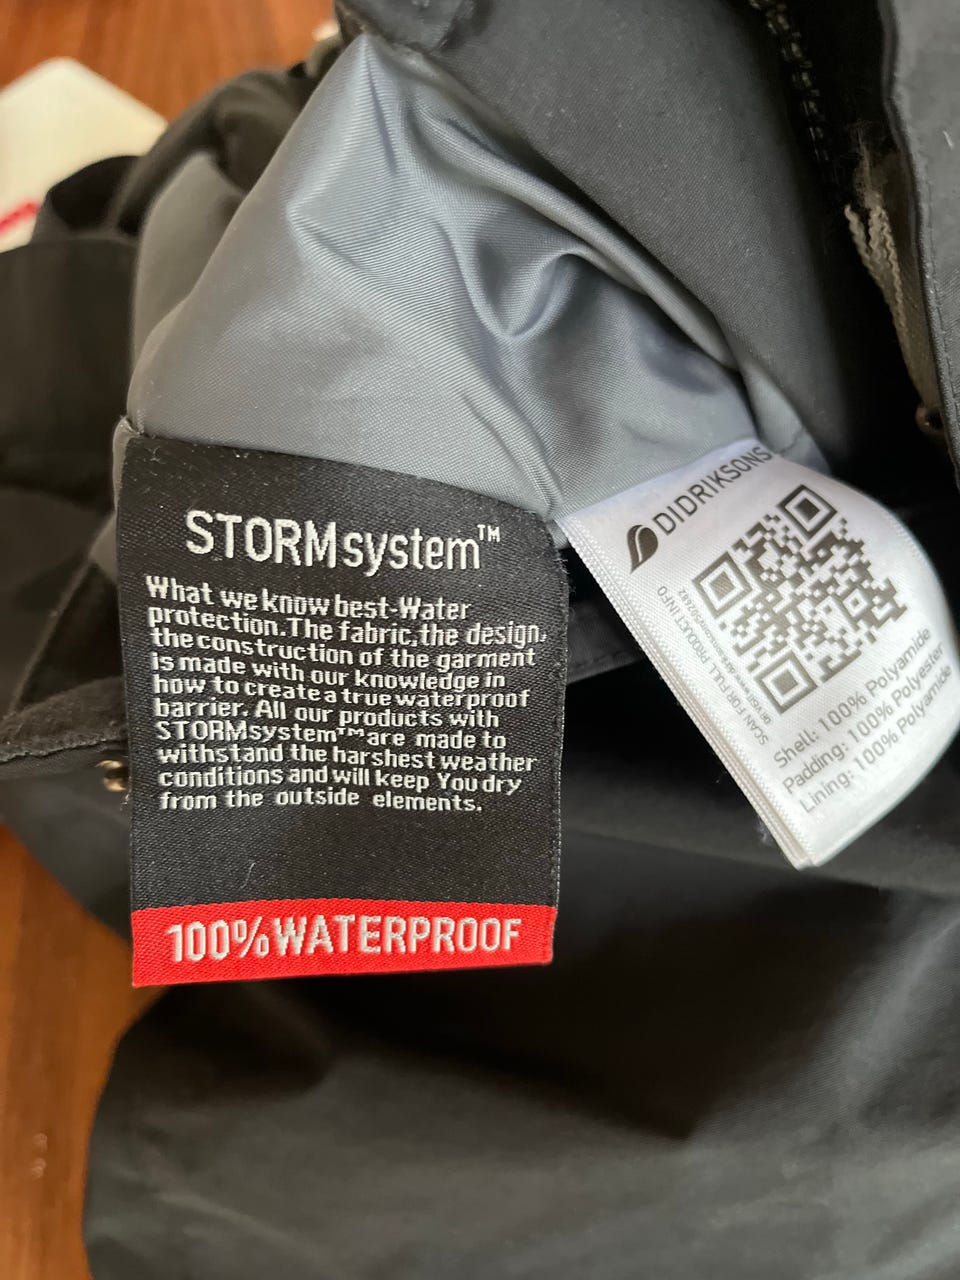 STORMsystem™
What we know best-Water
protection.The fabric,the design,
the construction of the garment
is made with our knowledge in
how to create a true waterproof
barrier. All our products with
STORMsystem™are made to
withstand the harshest weather
conditions and will keep You dry
from the outside elements.
100%WATERPROOF
DIDRIKSONS
SCAN FOR FULL PRODUCT INFO
Shell: 100% Polyamide
Padding: 100% Polyester
Lining: 100% Polyamide